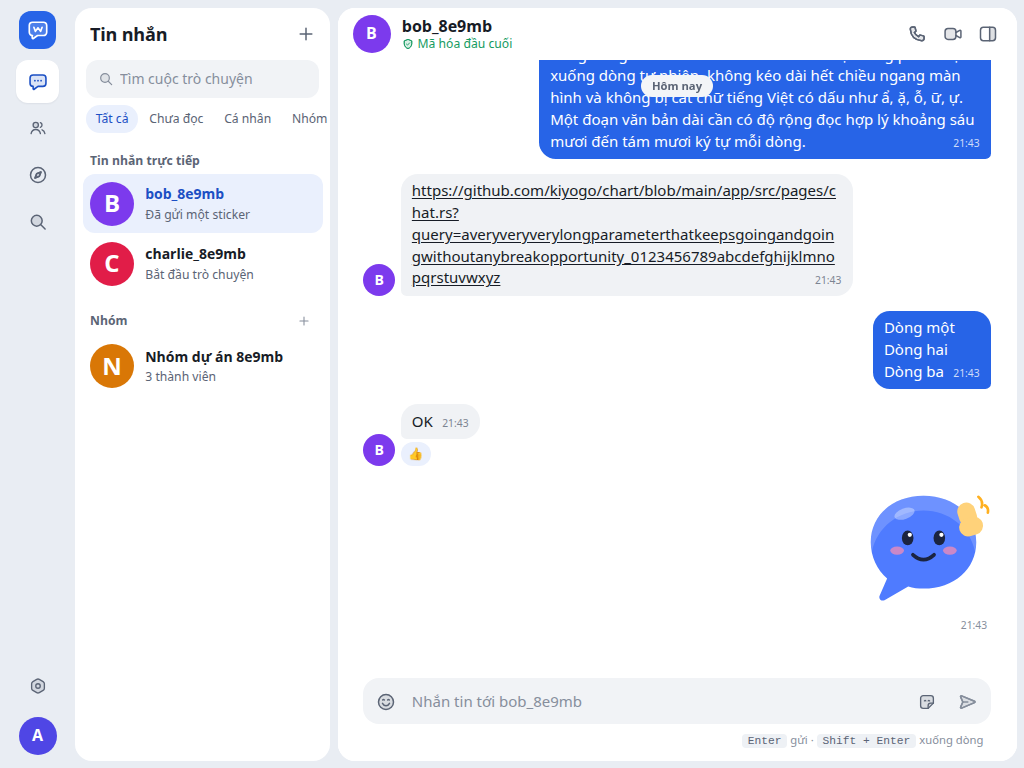 Tin nhắn
Tìm cuộc trò chuyện
Tất cả
Chưa đọc
Cá nhân
Nhóm
Tin nhắn trực tiếp
B
bob_8e9mb
Đã gửi một sticker
C
charlie_8e9mb
Bắt đầu trò chuyện
Nhóm
N
Nhóm dự án 8e9mb
3 thành viên
A
B
bob_8e9mb
Mã hóa đầu cuối
Hôm nay
xuống dòng tự nhiên, không kéo dài hết chiều ngang màn
hình và không bị cắt chữ tiếng Việt có dấu như ấ, ặ, ỗ, ữ, ự.
Một đoạn văn bản dài cần có độ rộng đọc hợp lý khoảng sáu
mươi đến tám mươi ký tự mỗi dòng.
21:43
https://github.com/kiyogo/chart/blob/main/app/src/pages/c
hat.rs?
query=averyveryverylongparameterthatkeepsgoingandgoin
gwithoutanybreakopportunity_0123456789abcdefghijklmno
pqrstuvwxyz
21:43
B
Dòng một
Dòng hai
Dòng ba
21:43
OK
21:43
B
21:43
Nhắn tin tới bob_8e9mb
Enter gửi · Shift + Enter xuống dòng